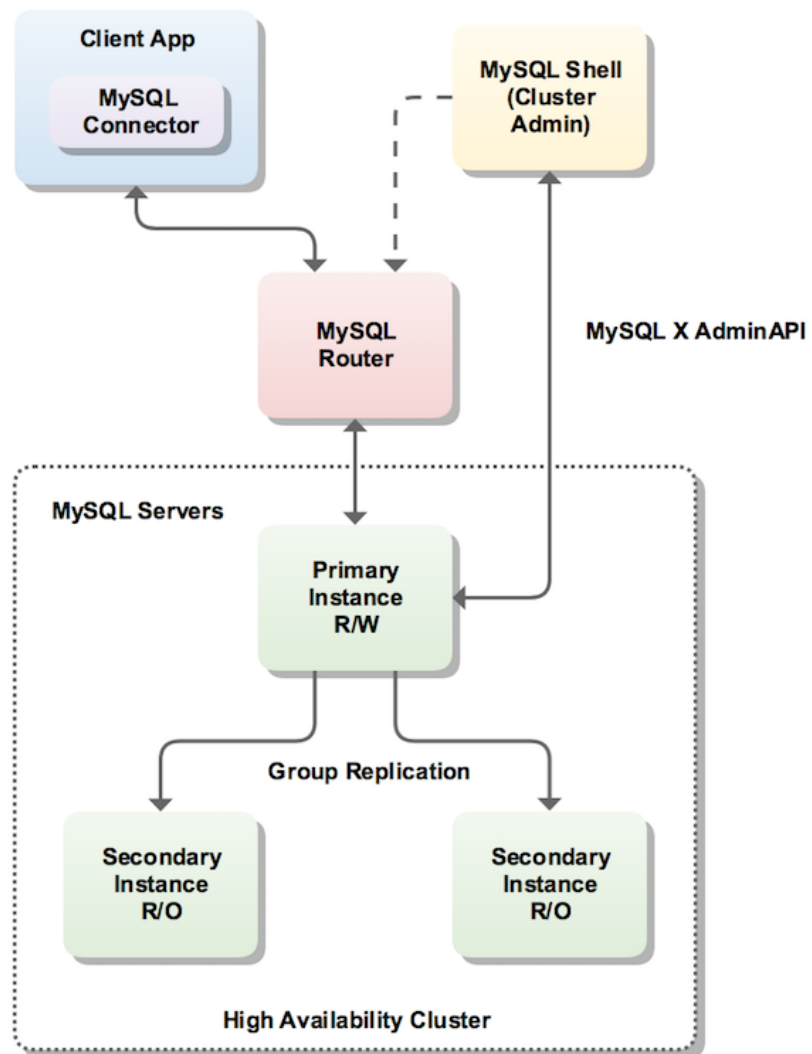 Client App
MySQL
Connector
MySQL Shell
(Cluster
Admin)
MySQL
Router
MySQL X AdminAPI
MySQL Servers
Primary
Instance
R/W
Group Replication
Secondary
Instance
R/O
Secondary
Instance
R/O
High Availability Cluster